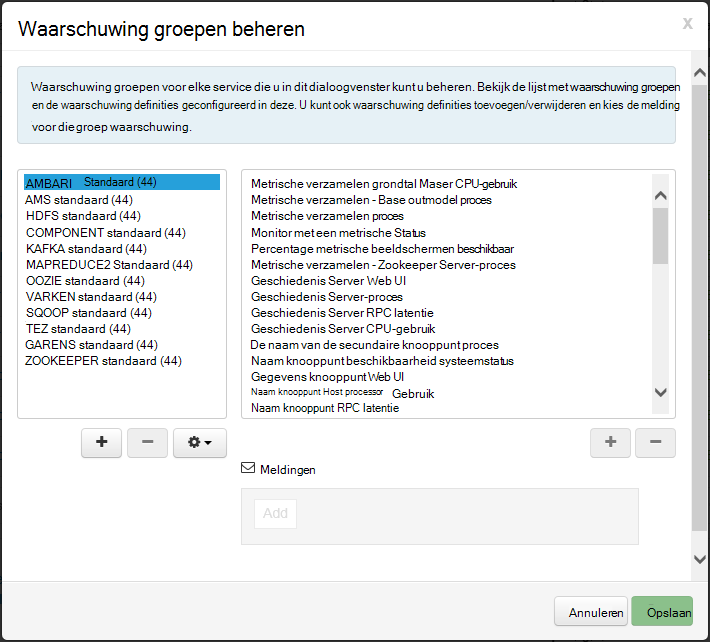 Waarschuwing groepen beheren
x
Waarschuwing groepen voor elke service die u in dit dialoogvenster kunt u beheren. Bekijk de lijst met waarschuwing groepen
en de waarschuwing definities geconfigureerd in deze. U kunt ook waarschuwing definities toevoegen/verwijderen en kies de melding
voor die groep waarschuwing.
AMBARI Standaard (44)
AMS standaard (44)
HDFS standaard (44)
COMPONENT standaard (44)
KAFKA standaard (44)
MAPREDUCE2 Standaard (44)
OOZIE standaard (44)
VARKEN standaard (44)
SQOOP standaard (44)
TEZ standaard (44)
GARENS standaard (44)
ZOOKEEPER standaard (44)
Metrische verzamelen grondtal Maser CPU-gebruik
Metrische verzamelen - Base outmodel proces
Metrische verzamelen proces
Monitor met een metrische Status
Percentage metrische beeldschermen beschikbaar
Metrische verzamelen - Zookeeper Server-proces
Geschiedenis Server Web UI
Geschiedenis Server-proces
Geschiedenis Server RPC latentie
Geschiedenis Server CPU-gebruik
De naam van de secundaire knooppunt proces
Naam knooppunt beschikbaarheid systeemstatus
Gegevens knooppunt Web UI
Naam knooppunt Host processor Gebruik
Naam knooppunt RPC latentie
Meldingen
Add
Annuleren
Opslaan